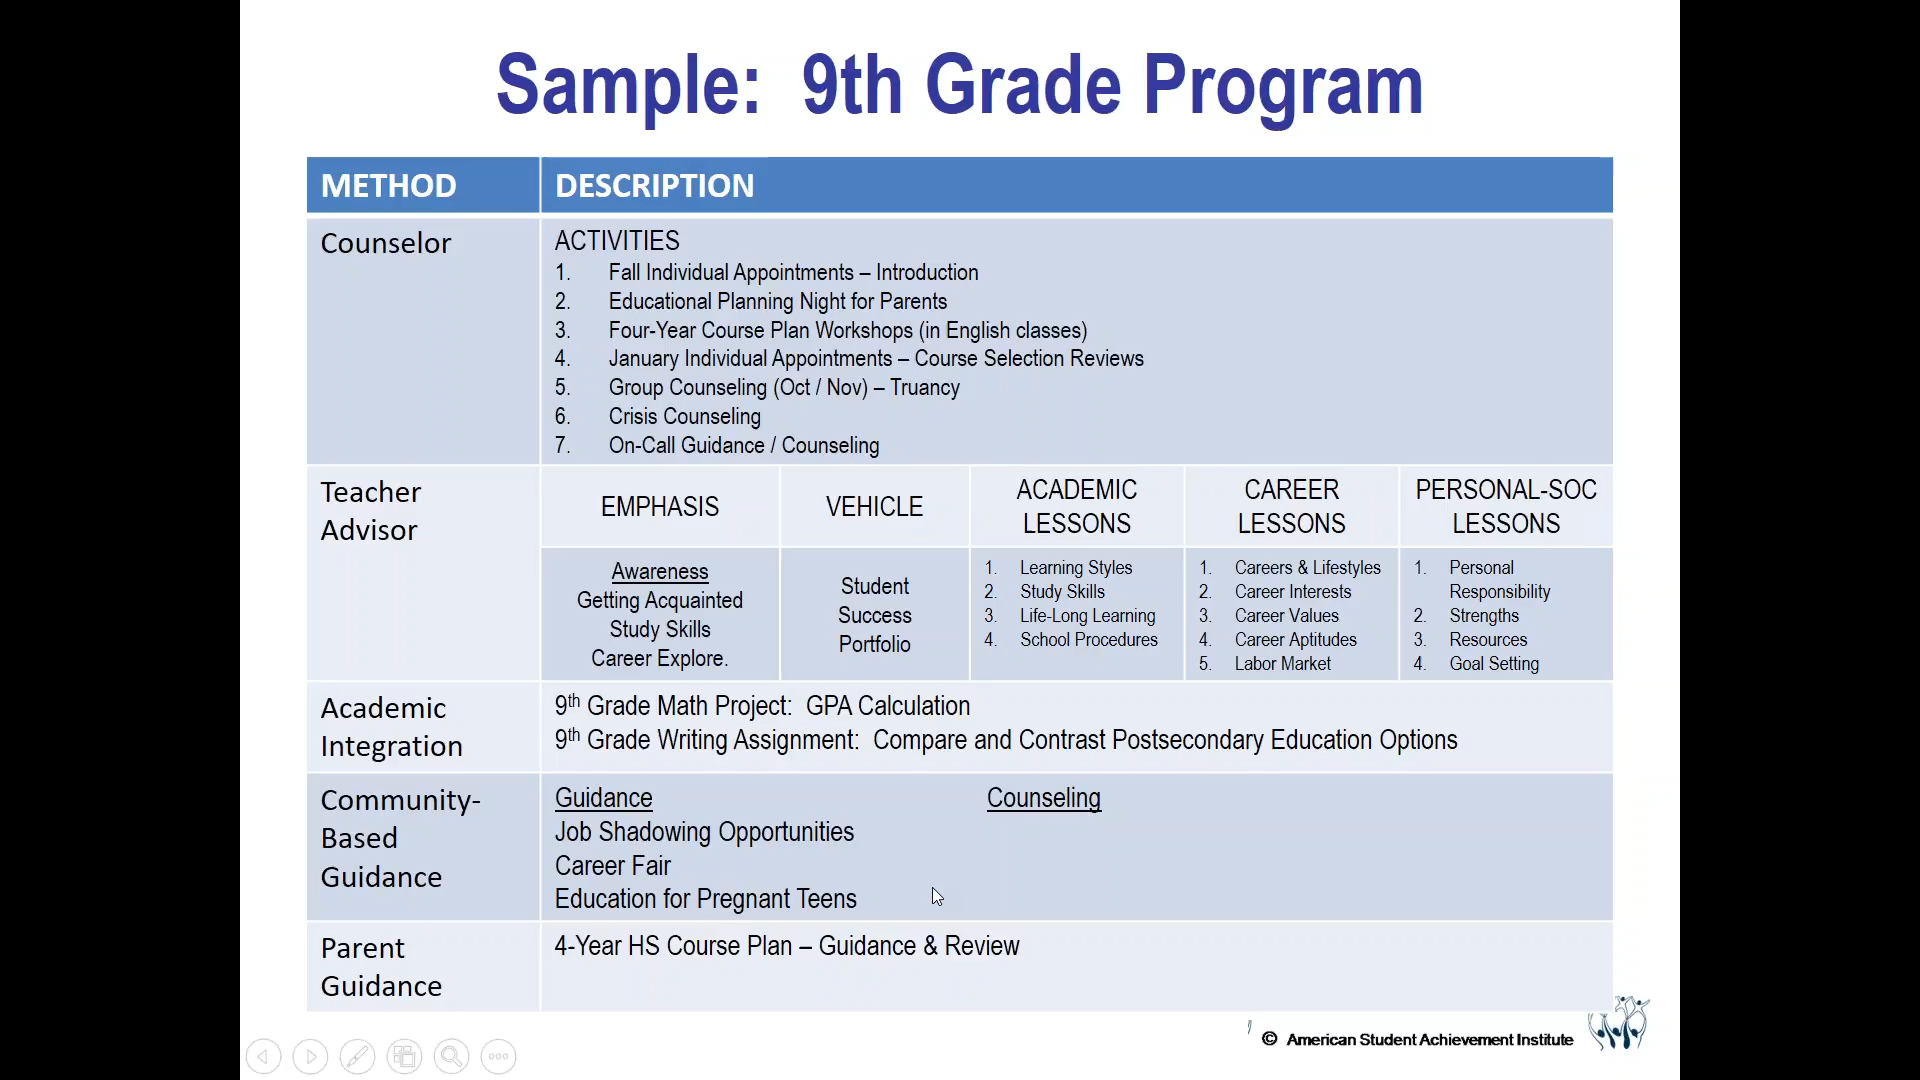 Sample: 9th Grade Program
METHOD
DESCRIPTION
Counselor
ACTIVITIES
1. Fall Individual Appointments – Introduction
2. Educational Planning Night for Parents
3. Four-Year Course Plan Workshops (in English classes)
4. January Individual Appointments – Course Selection Reviews
5. Group Counseling (Oct / Nov) – Truancy
6. Crisis Counseling
7. On-Call Guidance / Counseling
Teacher
Advisor
EMPHASIS
VEHICLE
ACADEMIC
LESSONS
CAREER
LESSONS
PERSONAL-SOC
LESSONS
Awareness
Getting Acquainted
Study Skills
Career Explore.
Student
Success
Portfolio
1. Learning Styles
2. Study Skills
3. Life-Long Learning
4. School Procedures
1. Careers & Lifestyles
2. Career Interests
3. Career Values
4. Career Aptitudes
5. Labor Market
1. Personal
Responsibility
2. Strengths
3. Resources
4. Goal Setting
Academic
Integration
9th Grade Math Project: GPA Calculation
9th Grade Writing Assignment: Compare and Contrast Postsecondary Education Options
Community-
Based
Guidance
Guidance
Job Shadowing Opportunities
Career Fair
Education for Pregnant Teens
Counseling
Parent
Guidance
4-Year HS Course Plan – Guidance & Review
© American Student Achievement Institute